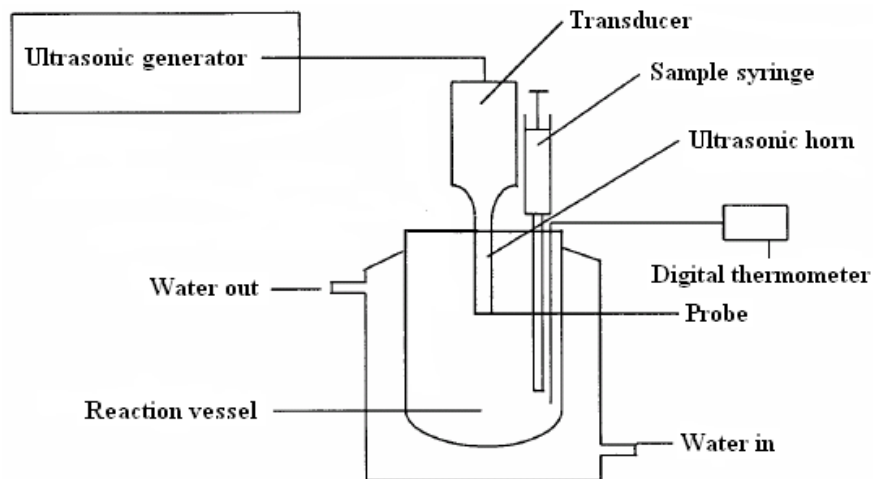 Transducer
Ultrasonic generator
Sample syringe
Ultrasonic horn
Digital thermometer
Water out
Probe
Reaction vessel
Water in